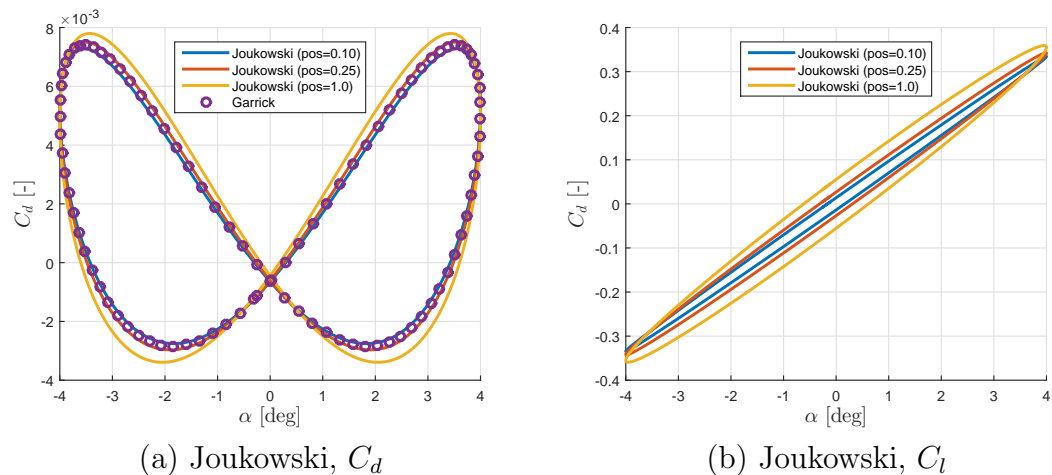 ×10⁻³
8
6
4
2
0
-2
-4
C_d [-]
-4 -3 -2 -1 0 1 2 3 4
α [deg]
Joukowski (pos=0.10)
Joukowski (pos=0.25)
Joukowski (pos=1.0)
Garrick
(a) Joukowski, C_d
0.4
0.3
0.2
0.1
0
-0.1
-0.2
-0.3
-0.4
C_d [-]
-4 -3 -2 -1 0 1 2 3 4
α [deg]
Joukowski (pos=0.10)
Joukowski (pos=0.25)
Joukowski (pos=1.0)
(b) Joukowski, C_l